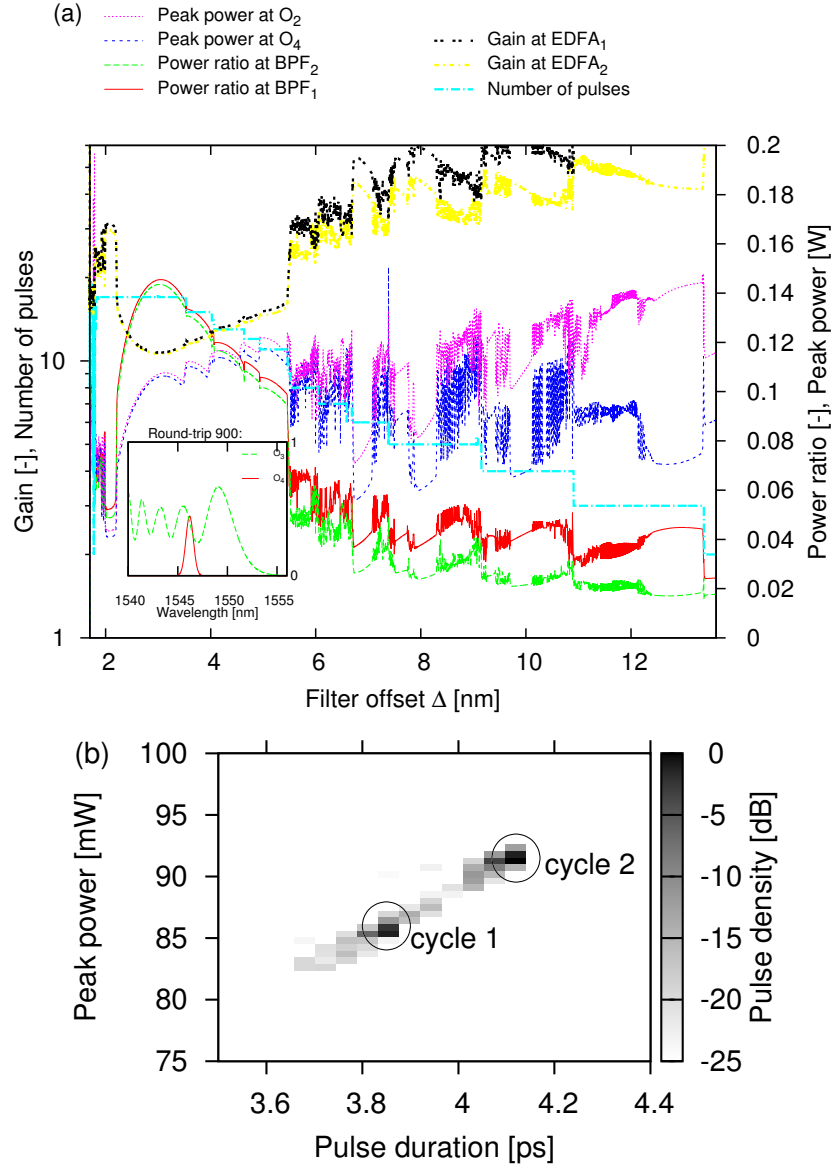 (a)
Peak power at O2
Peak power at O4
Power ratio at BPF2
Power ratio at BPF1
Gain at EDFA1
Gain at EDFA2
Number of pulses
Gain [-], Number of pulses
10
1
0.2
0.18
0.16
0.14
0.12
0.1
0.08
0.06
0.04
0.02
0
Power ratio [-], Peak power [W]
Round-trip 900:
O3
O4
1
0
1540 1545 1550 1555
Wavelength [nm]
2 4 6 8 10 12
Filter offset Δ [nm]
(b)
Peak power [mW]
100
95
90
85
80
75
cycle 2
cycle 1
3.6 3.8 4 4.2 4.4
Pulse duration [ps]
0
-5
-10
-15
-20
-25
Pulse density [dB]